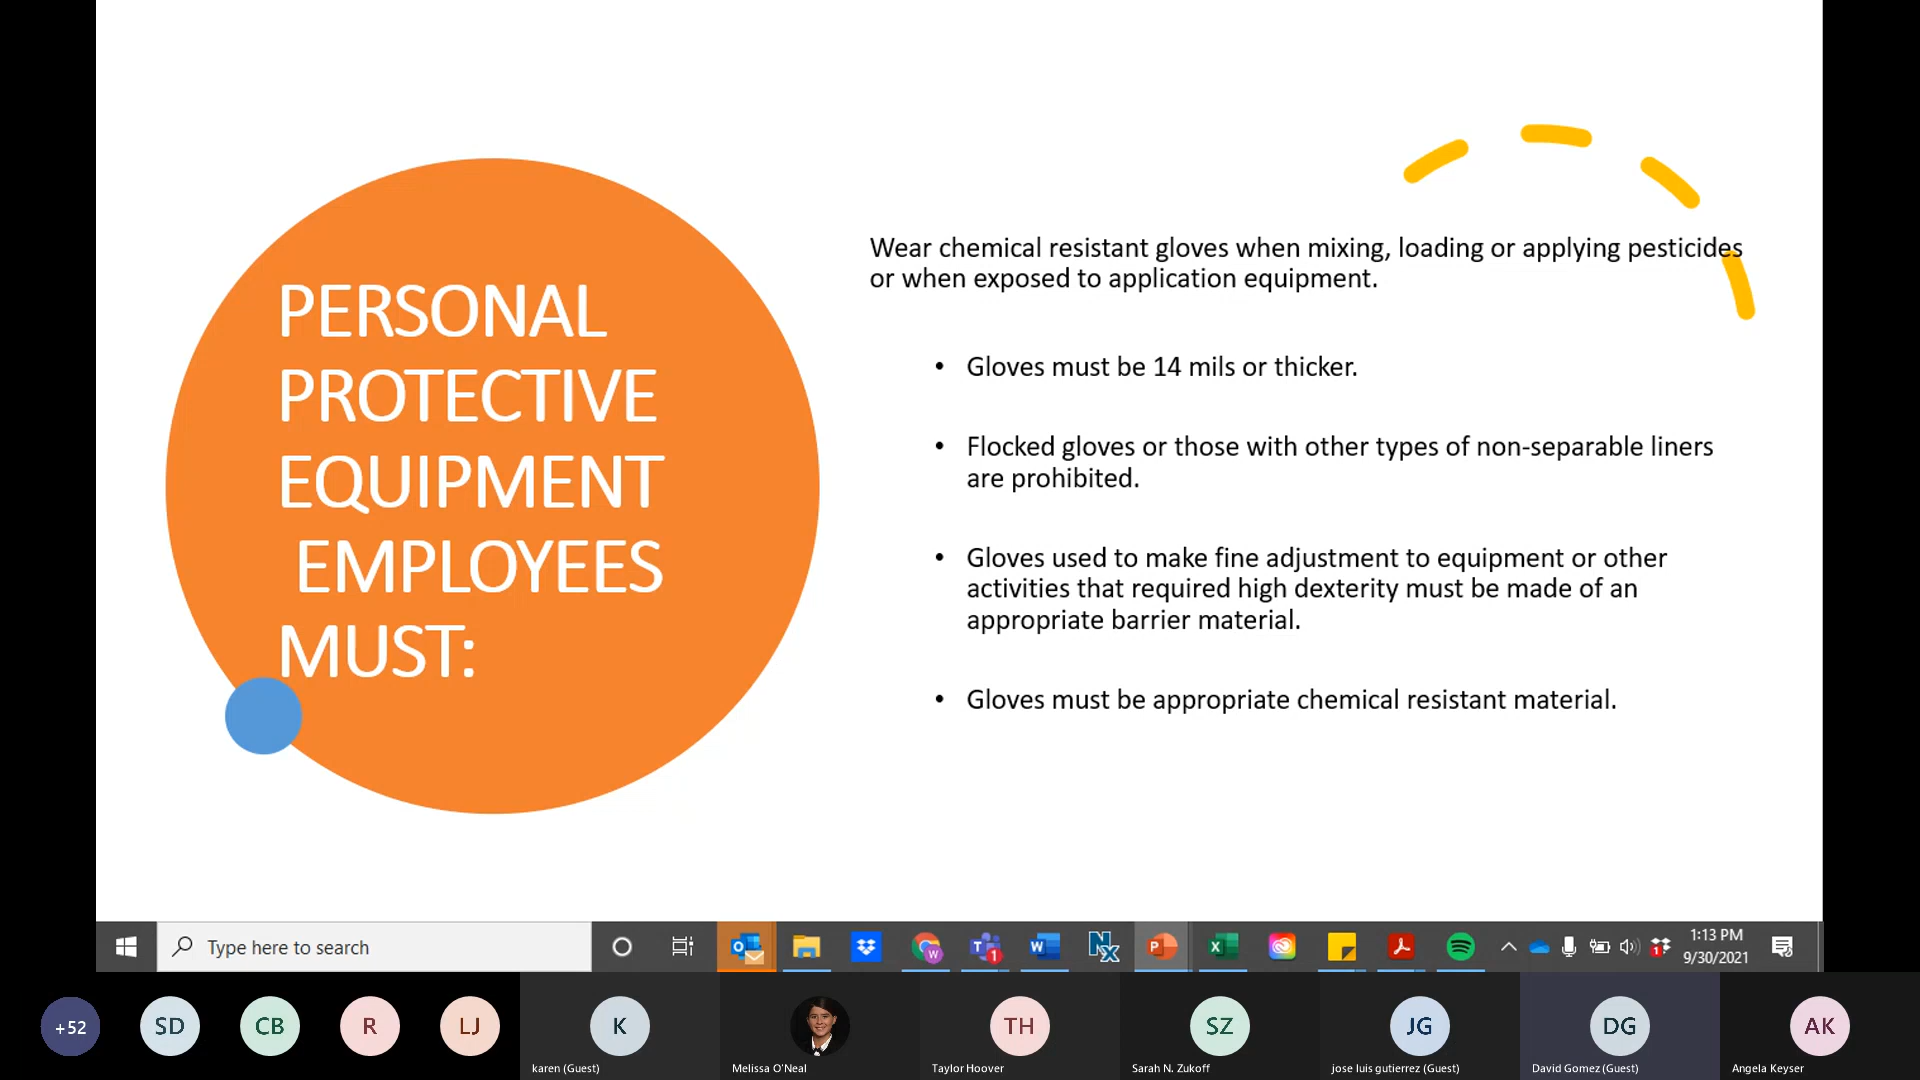 PERSONAL
PROTECTIVE
EQUIPMENT
EMPLOYEES
MUST:
Wear chemical resistant gloves when mixing, loading or applying pesticides
or when exposed to application equipment.
• Gloves must be 14 mils or thicker.
• Flocked gloves or those with other types of non-separable liners
are prohibited.
• Gloves used to make fine adjustment to equipment or other
activities that required high dexterity must be made of an
appropriate barrier material.
• Gloves must be appropriate chemical resistant material.
Type here to search
1:13 PM
9/30/2021
+52
SD
CB
R
LJ
K
TH
SZ
JG
DG
AK
karen (Guest)
Melissa O'Neal
Taylor Hoover
Sarah N. Zukoff
jose luis gutierrez (Guest)
David Gomez (Guest)
Angela Keyser